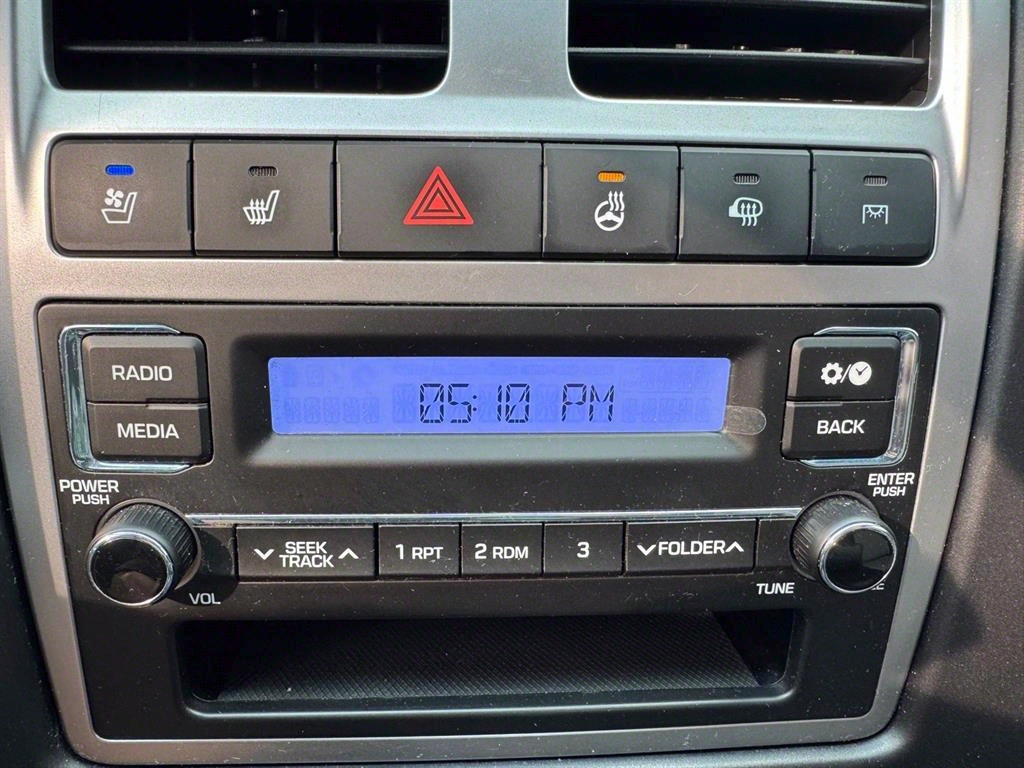 RADIO
MEDIA
05:10 PM
BACK
POWER
PUSH
ENTER
PUSH
SEEK
TRACK
1 RPT
2 RDM
3
FOLDER
VOL
TUNE